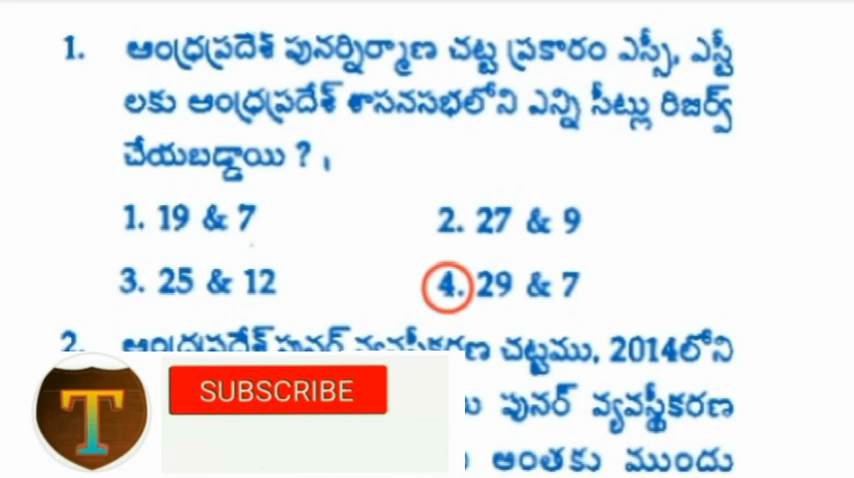 1. ఆంధ్రప్రదేశ్ పునర్నిర్మాణ చట్ట ప్రకారం ఎస్సీ, ఎస్టీ
లకు ఆంధ్రప్రదేశ్ శాసనసభలోని ఎన్ని సీట్లు రిజర్వ్
చేయబడ్డాయి ? ।
1. 19 & 7 2. 27 & 9
3. 25 & 12 4. 29 & 7
2. ఆంధ్రప్రదేశ్ పునర్ వ్యవస్థీకరణ చట్టము, 2014లోని
పునర్ వ్యవస్థీకరణ
అంతకు ముందు
T SUBSCRIBE